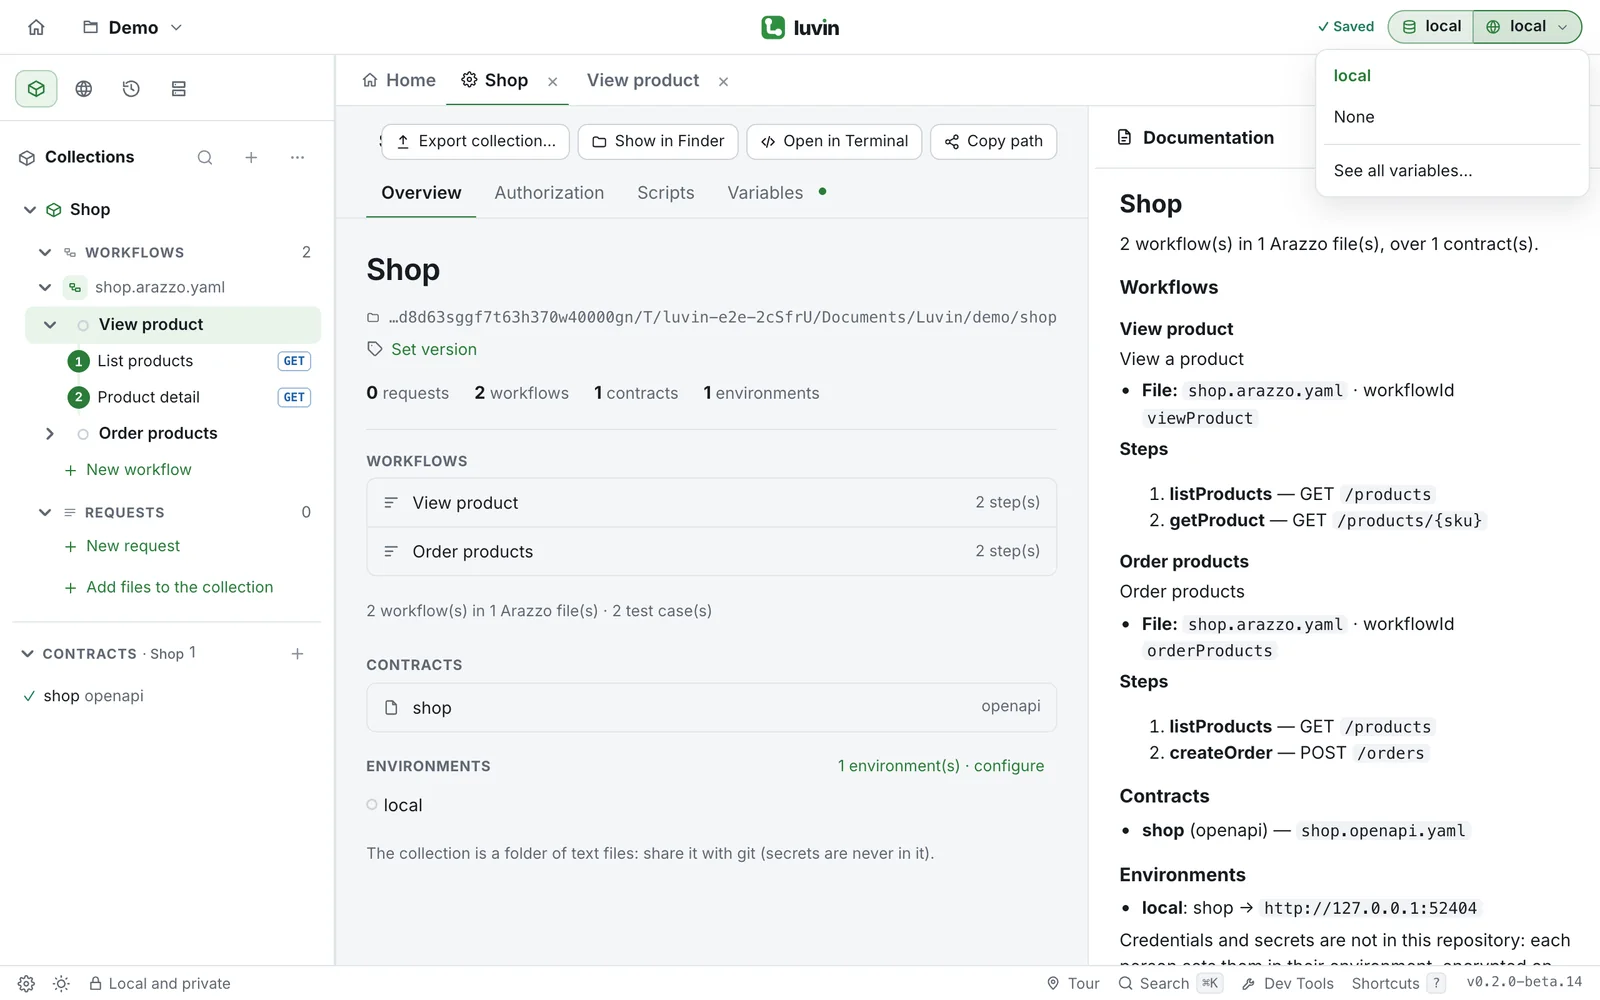 Demo
luvin
Saved
local
local
local
None
See all variables...
Home
Shop
View product
Collections
Shop
WORKFLOWS
2
shop.arazzo.yaml
View product
1 List products GET
2 Product detail GET
Order products
New workflow
REQUESTS
0
New request
Add files to the collection
CONTRACTS · Shop 1
shop openapi
Export collection...
Show in Finder
Open in Terminal
Copy path
Overview
Authorization
Scripts
Variables
Shop
…d8d63sggf7t63h370w40000gn/T/luvin-e2e-2cSfrU/Documents/Luvin/demo/shop
Set version
0 requests 2 workflows 1 contracts 1 environments
WORKFLOWS
View product 2 step(s)
Order products 2 step(s)
2 workflow(s) in 1 Arazzo file(s) · 2 test case(s)
CONTRACTS
shop openapi
ENVIRONMENTS 1 environment(s) · configure
local
The collection is a folder of text files: share it with git (secrets are never in it).
Documentation
Shop
2 workflow(s) in 1 Arazzo file(s), over 1 contract(s).
Workflows
View product
View a product
• File: shop.arazzo.yaml · workflowId
viewProduct
Steps
1. listProducts — GET /products
2. getProduct — GET /products/{sku}
Order products
Order products
• File: shop.arazzo.yaml · workflowId
orderProducts
Steps
1. listProducts — GET /products
2. createOrder — POST /orders
Contracts
• shop (openapi) — shop.openapi.yaml
Environments
• local: shop → http://127.0.0.1:52404
Credentials and secrets are not in this repository: each
person sets them in their environment, encrypted on
Local and private
Tour
Search ⌘K
Dev Tools
Shortcuts ?
v0.2.0-beta.14